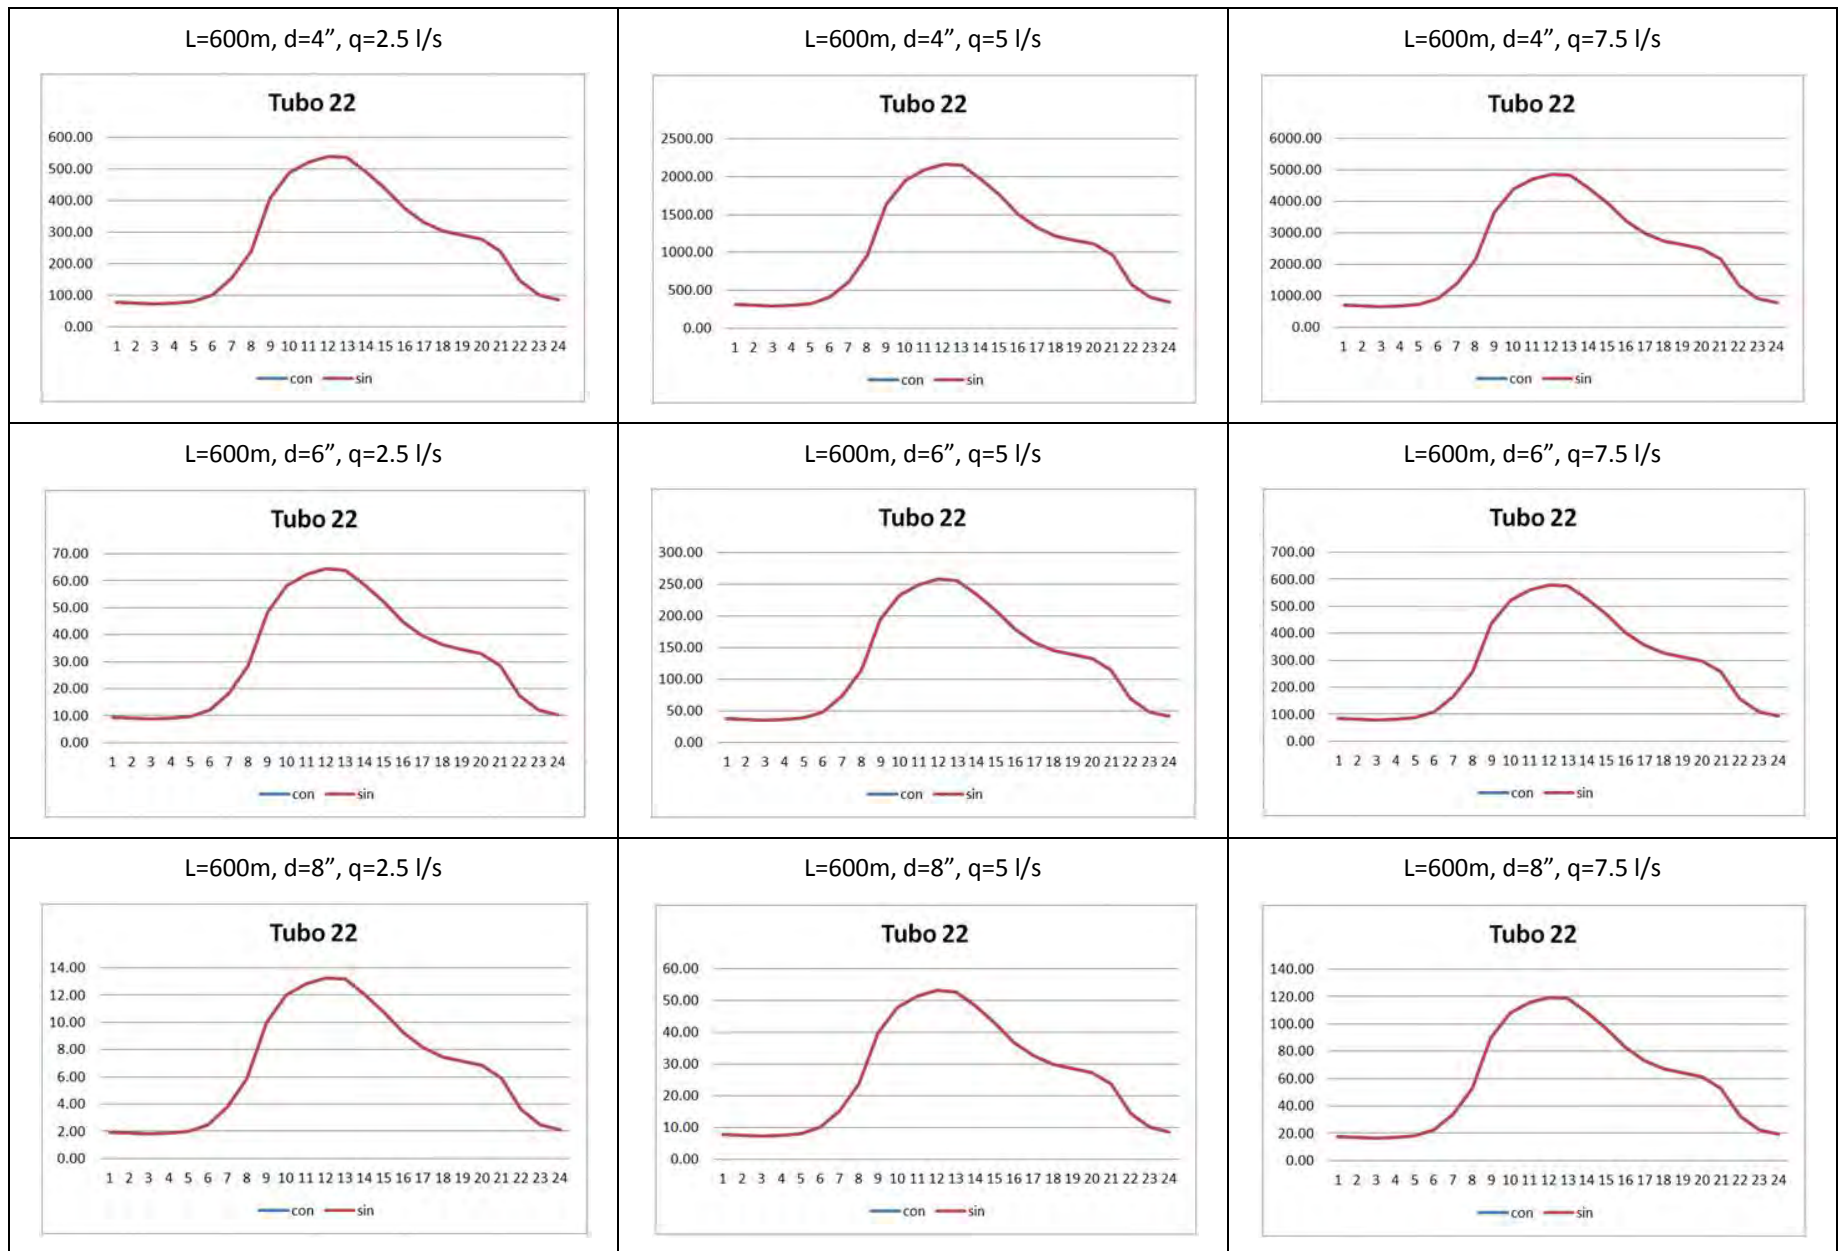 L=600m, d=4”, q=2.5 l/s
Tubo 22
600.00
500.00
400.00
300.00
200.00
100.00
0.00
1 2 3 4 5 6 7 8 9 10 11 12 13 14 15 16 17 18 19 20 21 22 23 24
con sin
L=600m, d=4”, q=5 l/s
Tubo 22
2500.00
2000.00
1500.00
1000.00
500.00
0.00
1 2 3 4 5 6 7 8 9 10 11 12 13 14 15 16 17 18 19 20 21 22 23 24
con sin
L=600m, d=4”, q=7.5 l/s
Tubo 22
6000.00
5000.00
4000.00
3000.00
2000.00
1000.00
0.00
1 2 3 4 5 6 7 8 9 10 11 12 13 14 15 16 17 18 19 20 21 22 23 24
con sin
L=600m, d=6”, q=2.5 l/s
Tubo 22
70.00
60.00
50.00
40.00
30.00
20.00
10.00
0.00
1 2 3 4 5 6 7 8 9 10 11 12 13 14 15 16 17 18 19 20 21 22 23 24
con sin
L=600m, d=6”, q=5 l/s
Tubo 22
300.00
250.00
200.00
150.00
100.00
50.00
0.00
1 2 3 4 5 6 7 8 9 10 11 12 13 14 15 16 17 18 19 20 21 22 23 24
con sin
L=600m, d=6”, q=7.5 l/s
Tubo 22
700.00
600.00
500.00
400.00
300.00
200.00
100.00
0.00
1 2 3 4 5 6 7 8 9 10 11 12 13 14 15 16 17 18 19 20 21 22 23 24
con sin
L=600m, d=8”, q=2.5 l/s
Tubo 22
14.00
12.00
10.00
8.00
6.00
4.00
2.00
0.00
1 2 3 4 5 6 7 8 9 10 11 12 13 14 15 16 17 18 19 20 21 22 23 24
con sin
L=600m, d=8”, q=5 l/s
Tubo 22
60.00
50.00
40.00
30.00
20.00
10.00
0.00
1 2 3 4 5 6 7 8 9 10 11 12 13 14 15 16 17 18 19 20 21 22 23 24
con sin
L=600m, d=8”, q=7.5 l/s
Tubo 22
140.00
120.00
100.00
80.00
60.00
40.00
20.00
0.00
1 2 3 4 5 6 7 8 9 10 11 12 13 14 15 16 17 18 19 20 21 22 23 24
con sin